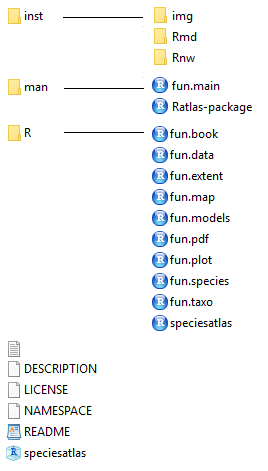 inst
img
Rmd
Rnw
man
fun.main
Ratlas-package
R
fun.book
fun.data
fun.extent
fun.map
fun.models
fun.pdf
fun.plot
fun.species
fun.taxo
speciesatlas
DESCRIPTION
LICENSE
NAMESPACE
README
speciesatlas